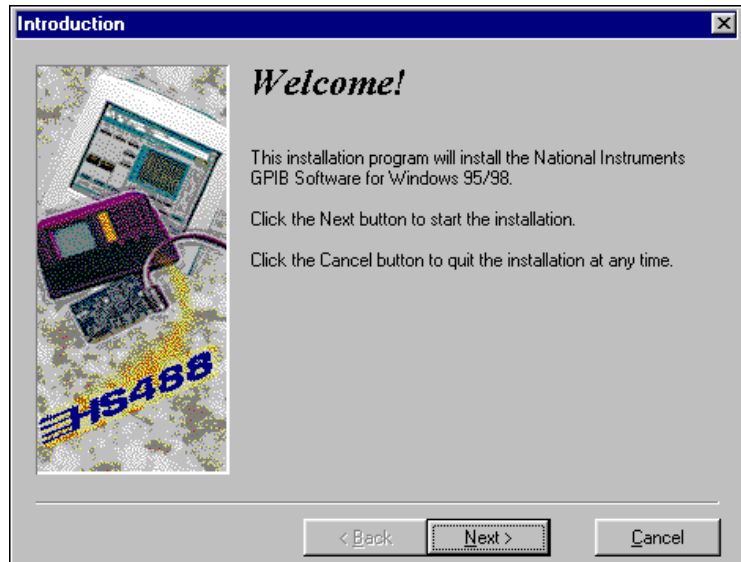 Introduction
Welcome!
This installation program will install the National Instruments
GPIB Software for Windows 95/98.
Click the Next button to start the installation.
Click the Cancel button to quit the installation at any time.
HS488
< Back
Next >
Cancel